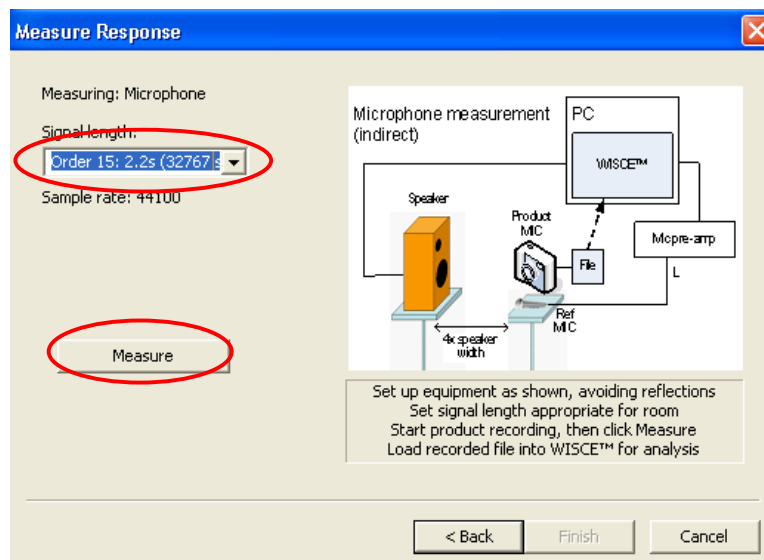 Measure Response
Measuring: Microphone
Signal length:
Order 15: 2.2s (32767 s
Sample rate: 44100
Measure
Microphone measurement
(indirect)
PC
WISCE™
Speaker
Product
MIC
File
Mcpre-amp
L
Ref
MIC
4x speaker
width
Set up equipment as shown, avoiding reflections
Set signal length appropriate for room
Start product recording, then click Measure
Load recorded file into WISCE™ for analysis
< Back
Finish
Cancel